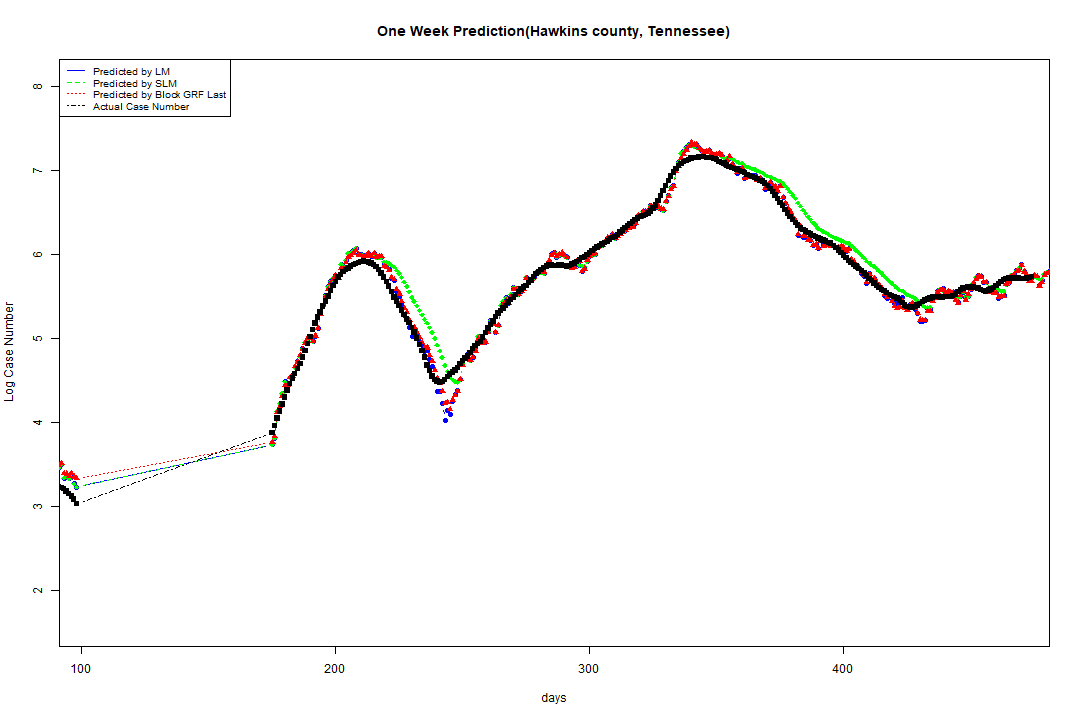 One Week Prediction(Hawkins county, Tennessee)
Predicted by LM
Predicted by SLM
Predicted by Block GRF Last
Actual Case Number
8
7
6
5
4
3
2
Log Case Number
100 200 300 400
days